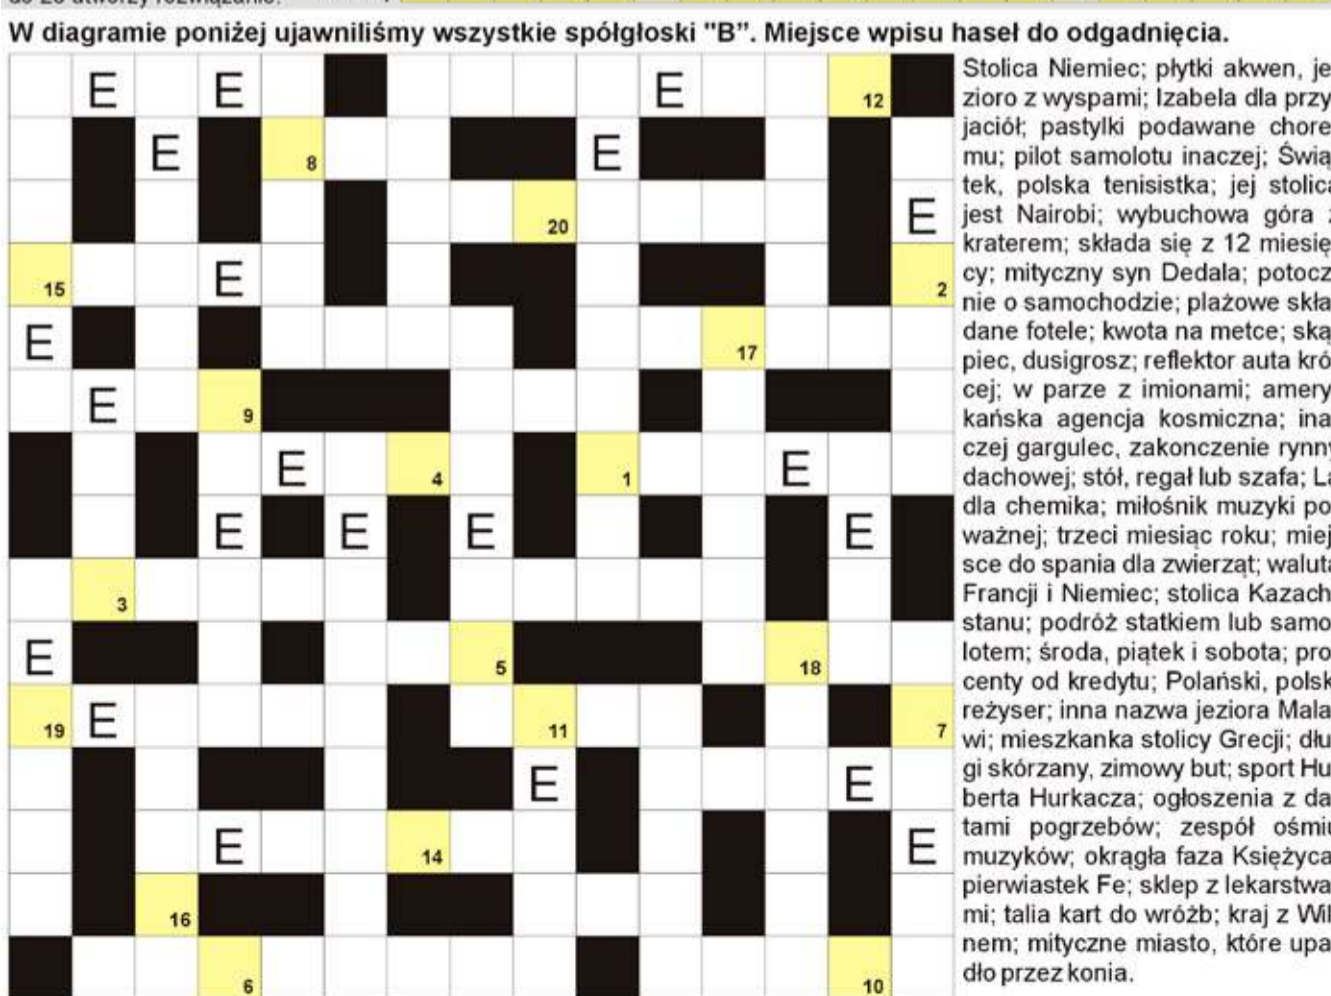 utworzy rozwiązanie.
W diagramie poniżej ujawniliśmy wszystkie spółgłoski "B". Miejsce wpisu haseł do odgadnięcia.
E E E 12
E 8 E
20 E
15 E 2
E 17
E 9
E 4 1 E
E E E E
3
E 5 18
19 E 11 7
E E
E 14 E
16
6 10
Stolica Niemiec; płytki akwen, je
zioro z wyspami; Izabela dla przy
jaciół; pastylki podawane chore
mu; pilot samolotu inaczej; Świą
tek, polska tenisistka; jej stolica
jest Nairobi; wybuchowa góra z
kraterem; składa się z 12 miesię
cy; mityczny syn Dedala; potocz
nie o samochodzie; plażowe skła
dane fotele; kwota na metce; ską
piec, dusigrosz; reflektor auta kró
cej; w parze z imionami; amery
kańska agencja kosmiczna; ina
czej gargulec, zakonczenie rynny
dachowej; stół, regał lub szafa; La
dla chemika; miłośnik muzyki po
ważnej; trzeci miesiąc roku; miej
sce do spania dla zwierząt; waluta
Francji i Niemiec; stolica Kazach
stanu; podróż statkiem lub samo
lotem; środa, piątek i sobota; pro
centy od kredytu; Polański, polsk
reżyser; inna nazwa jeziora Mala
wi; mieszkanka stolicy Grecji; dłu
gi skórzany, zimowy but; sport Hu
berta Hurkacza; ogłoszenia z da
tami pogrzebów; zespół ośmiu
muzyków; okrągła faza Księżyca
pierwiastek Fe; sklep z lekarstwa
mi; talia kart do wróżb; kraj z Wil
nem; mityczne miasto, które upa
dło przez konia.